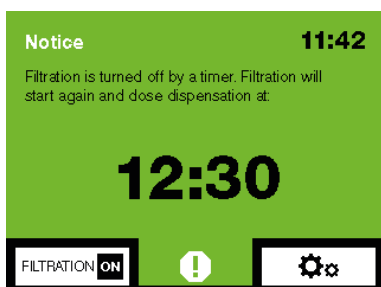 Notice 11:42
Filtration is turned off by a timer. Filtration will
start again and dose dispensation at:
12:30
FILTRATION ON